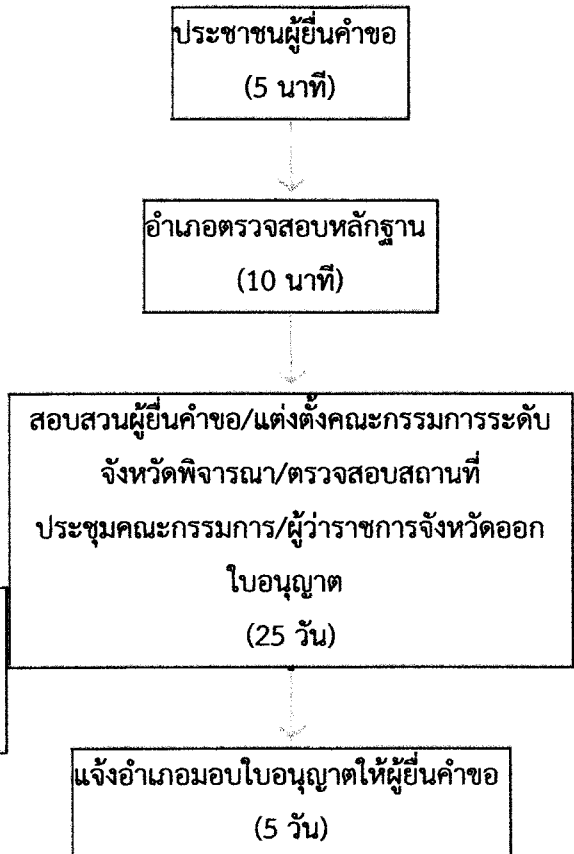 ประชาชนผู้ยื่นคำขอ
(5 นาที)
อำเภอตรวจสอบหลักฐาน
(10 นาที)
สอบสวนผู้ยื่นคำขอ/แต่งตั้งคณะกรรมการระดับ
จังหวัดพิจารณา/ตรวจสอบสถานที่
ประชุมคณะกรรมการ/ผู้ว่าราชการจังหวัดออก
ใบอนุญาต
(25 วัน)
แจ้งอำเภอมอบใบอนุญาตให้ผู้ยื่นคำขอ
(5 วัน)